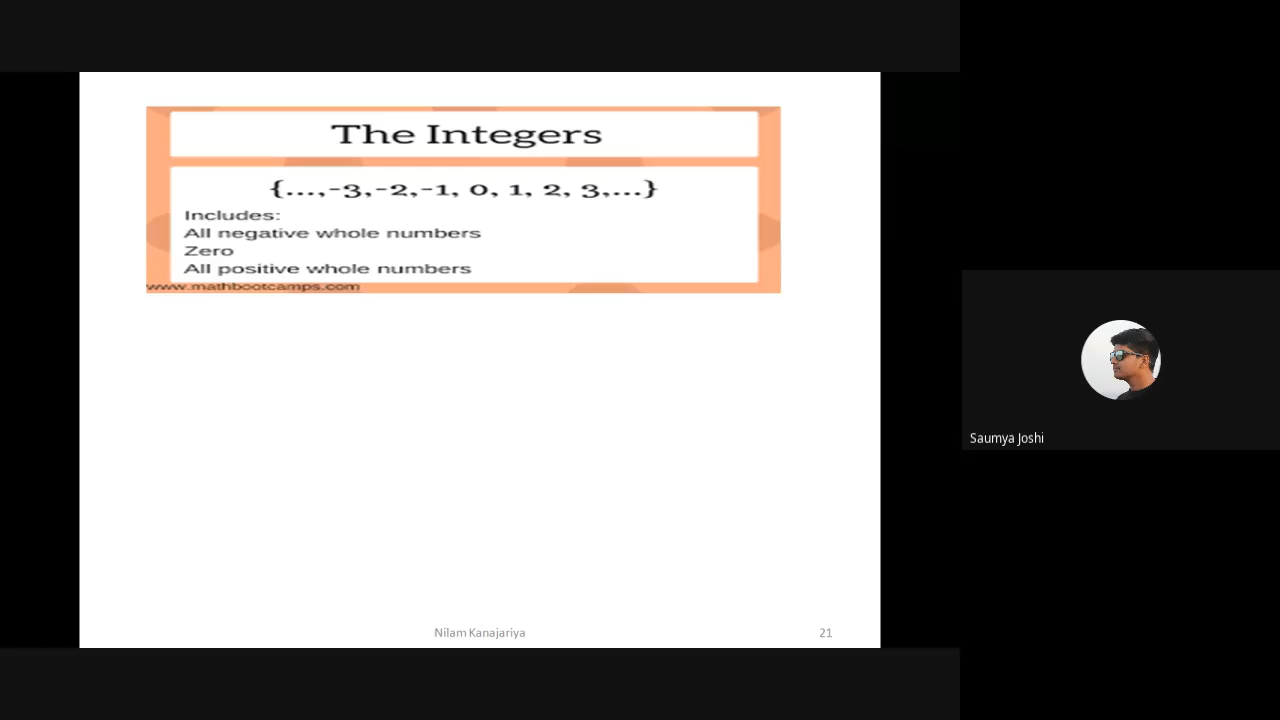 The Integers
{...,-3,-2,-1, 0, 1, 2, 3,...}
Includes:
All negative whole numbers
Zero
All positive whole numbers
www.mathbootcamps.com
Saumya Joshi
Nilam Kanajariya
21